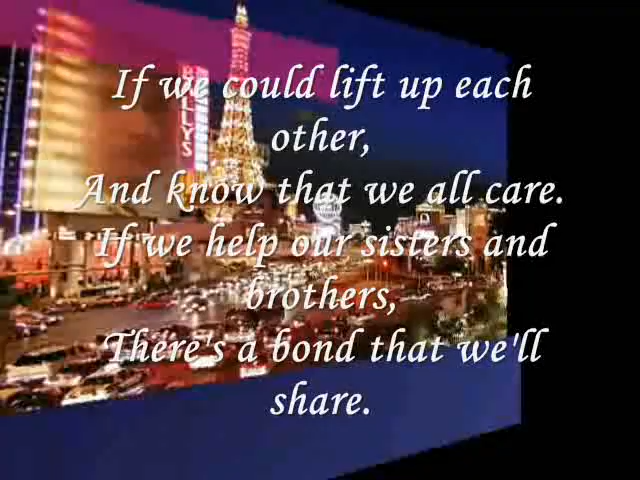 BALLYS
If we could lift up each
other,
And know that we all care.
If we help our sisters and
brothers,
There's a bond that we'll
share.